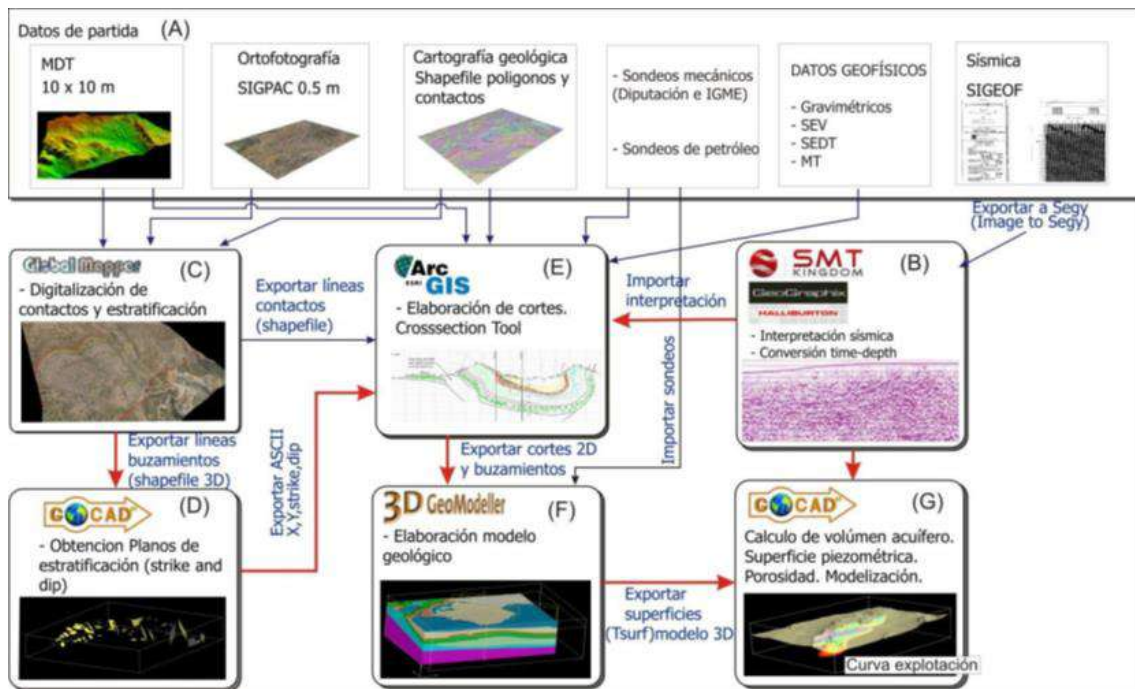 Datos de partida (A)
MDT
10 x 10 m
Ortofotografía
SIGPAC 0.5 m
Cartografía geológica
Shapefile poligonos y
contactos
- Sondeos mecánicos
(Diputación e IGME)
- Sondeos de petróleo
DATOS GEOFÍSICOS
- Gravimétricos
- SEV
- SEDT
- MT
Sísmica
SIGEOF
Exportar a Segy
(Image to Segy)
Global Mapper (C)
- Digitalización de
contactos y estratificación
Exportar líneas
contactos
(shapefile)
Arc
ESRI GIS (E)
- Elaboración de cortes.
Crosssection Tool
Importar
interpretación
SMT
KINGDOM (B)
GeoGraphix
HALLIBURTON
- Interpretación sísmica
- Conversión time-depth
Exportar líneas
buzamientos
(shapefile 3D)
Exportar ASCII
X,Y,strike,dip
Exportar cortes 2D
y buzamientos
Importar sondeos
GOCAD (D)
- Obtencion Planos de
estratificación (strike and
dip)
3D GeoModeller (F)
- Elaboración modelo
geológico
Exportar
superficies
(Tsurf)modelo 3D
GOCAD (G)
Calculo de volúmen acuífero.
Superficie piezométrica.
Porosidad. Modelización.
Curva explotación